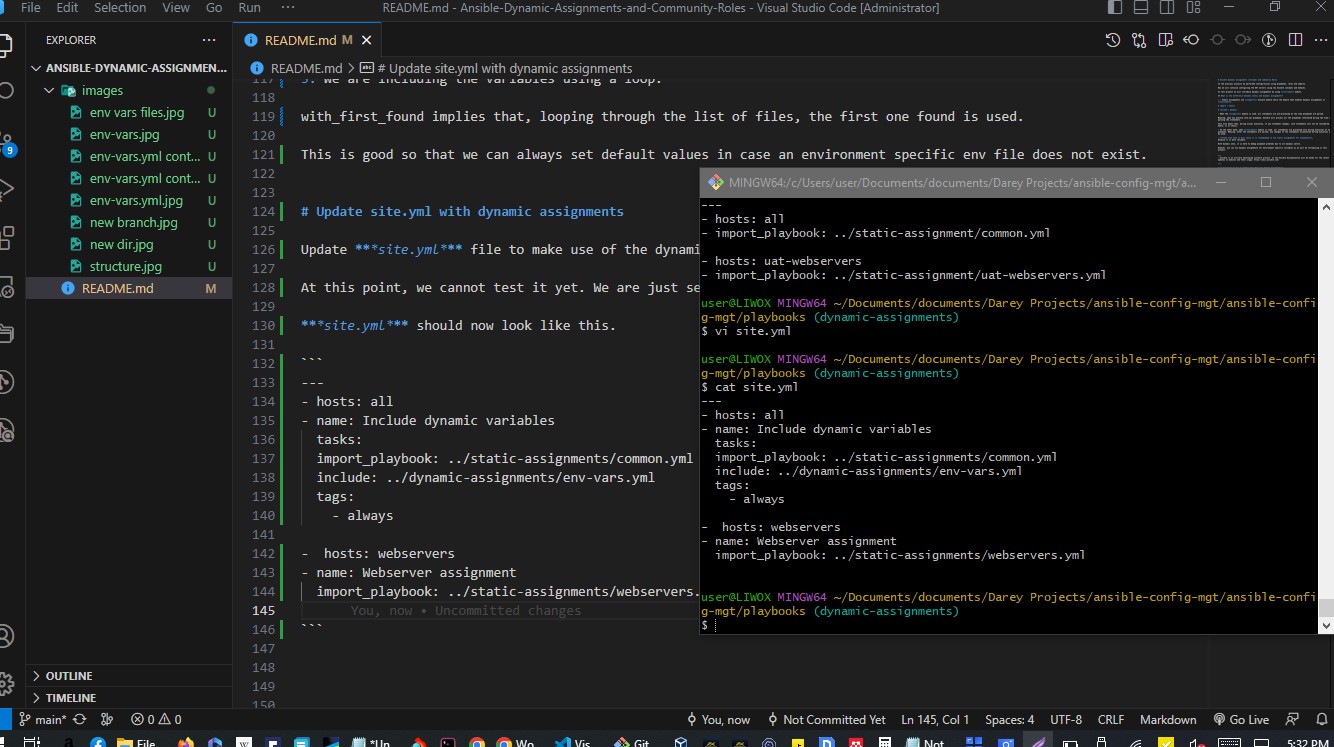 File Edit Selection View Go Run ··· README.md - Ansible-Dynamic-Assignments-and-Community-Roles - Visual Studio Code [Administrator]
EXPLORER ···
README.md M
ANSIBLE-DYNAMIC-ASSIGNMEN...
README.md > # Update site.yml with dynamic assignments
images
env vars files.jpg U
env-vars.jpg U
env-vars.yml cont... U
env-vars.yml cont... U
env-vars.yml.jpg U
new branch.jpg U
new dir.jpg U
structure.jpg U
README.md M
9
117 3. We are including the variables using a loop.
118
119 with_first_found implies that, looping through the list of files, the first one found is used.
120
121 This is good so that we can always set default values in case an environment specific env file does not exist.
122
123
124 # Update site.yml with dynamic assignments
125
126 Update ***site.yml*** file to make use of the dynami
127
128 At this point, we cannot test it yet. We are just se
129
130 ***site.yml*** should now look like this.
131
132 ```
133 ---
134 - hosts: all
135 - name: Include dynamic variables
136 tasks:
137 import_playbook: ../static-assignments/common.yml
138 include: ../dynamic-assignments/env-vars.yml
139 tags:
140 - always
141
142 -  hosts: webservers
143 - name: Webserver assignment
144 import_playbook: ../static-assignments/webservers.
145 You, now • Uncommitted changes
146 ```
147
148
149
150
MINGW64:/c/Users/user/Documents/documents/Darey Projects/ansible-config-mgt/a...
---
- hosts: all
- import_playbook: ../static-assignment/common.yml
- hosts: uat-webservers
- import_playbook: ../static-assignment/uat-webservers.yml
user@LIWOX MINGW64 ~/Documents/documents/Darey Projects/ansible-config-mgt/ansible-confi
g-mgt/playbooks (dynamic-assignments)
$ vi site.yml
user@LIWOX MINGW64 ~/Documents/documents/Darey Projects/ansible-config-mgt/ansible-confi
g-mgt/playbooks (dynamic-assignments)
$ cat site.yml
---
- hosts: all
- name: Include dynamic variables
tasks:
import_playbook: ../static-assignments/common.yml
include: ../dynamic-assignments/env-vars.yml
tags:
- always
-  hosts: webservers
- name: Webserver assignment
import_playbook: ../static-assignments/webservers.yml
user@LIWOX MINGW64 ~/Documents/documents/Darey Projects/ansible-config-mgt/ansible-confi
g-mgt/playbooks (dynamic-assignments)
$
OUTLINE
TIMELINE
main* 0 0 You, now Not Committed Yet Ln 145, Col 1 Spaces: 4 UTF-8 CRLF Markdown Go Live
File *Un Wo Vis Git Not 5:32 PM